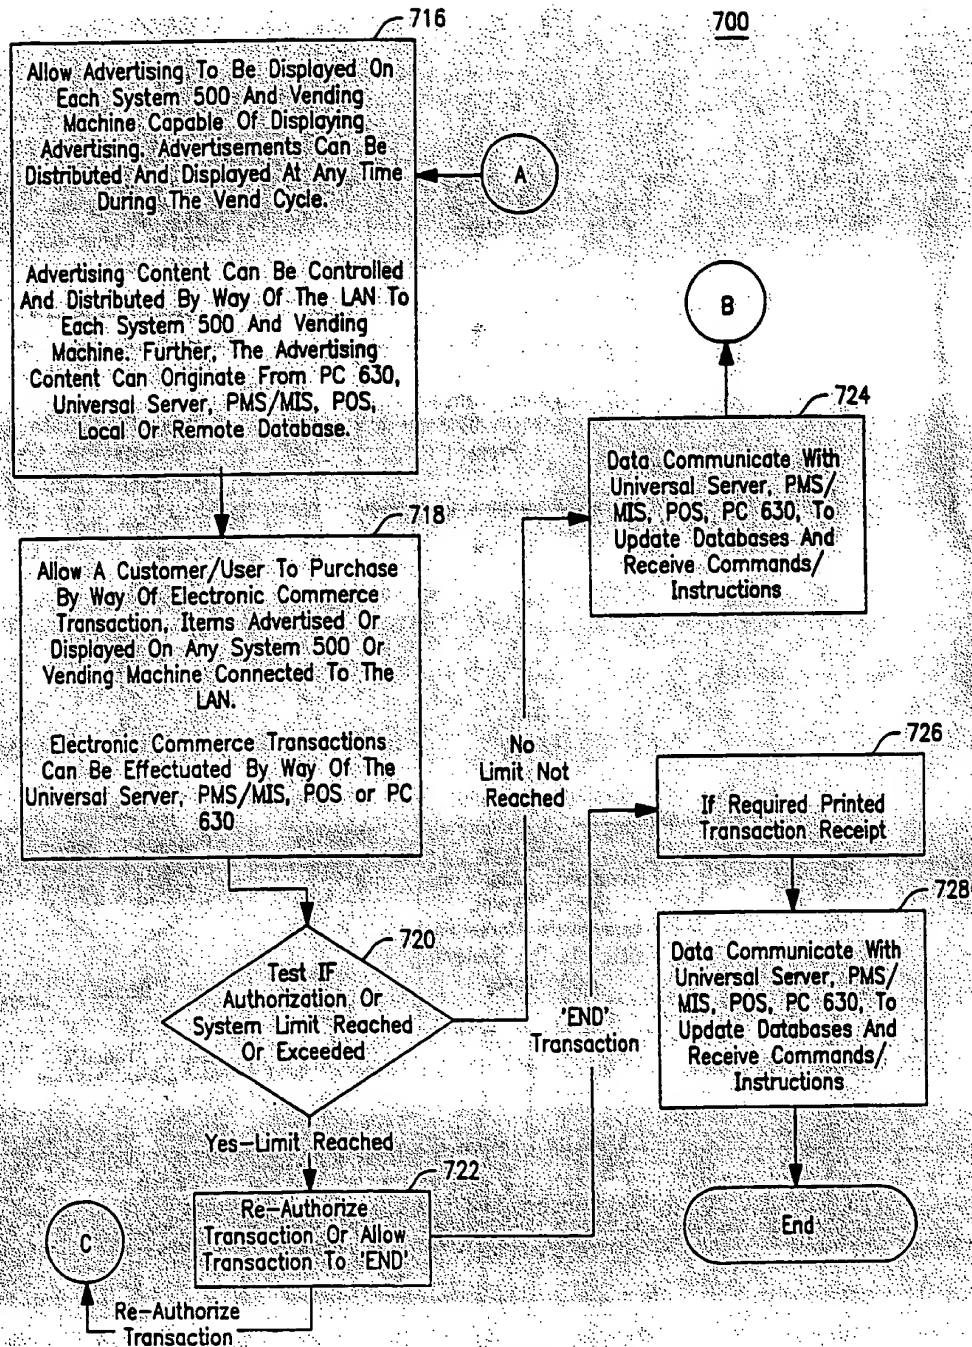 716
700
Allow Advertising To Be Displayed On
Each System 500 And Vending
Machine Capable Of Displaying
Advertising. Advertisements Can Be
Distributed And Displayed At Any Time
During The Vend Cycle.
A
Advertising Content Can Be Controlled
And Distributed By Way Of The LAN To
Each System 500 And Vending
Machine. Further, The Advertising
Content Can Originate From PC 630,
Universal Server, PMS/MIS, POS,
Local Or Remote Database.
B
724
Data Communicate With
Universal Server, PMS/
MIS, POS, PC 630, To
Update Databases And
Receive Commands/
Instructions
718
Allow A Customer/User To Purchase
By Way Of Electronic Commerce
Transaction, Items Advertised Or
Displayed On Any System 500 Or
Vending Machine Connected To The
LAN.
Electronic Commerce Transactions
Can Be Effectuated By Way Of The
Universal Server, PMS/MIS, POS or PC
630
No
Limit Not
Reached
726
If Required Printed
Transaction Receipt
728
Data Communicate With
Universal Server, PMS/
MIS, POS, PC 630, To
Update Databases And
Receive Commands/
Instructions
720
Test IF
Authorization Or
System Limit Reached
Or Exceeded
'END'
Transaction
Yes-Limit Reached
722
Re-Authorize
Transaction Or Allow
Transaction To 'END'
End
C
Re-Authorize
Transaction